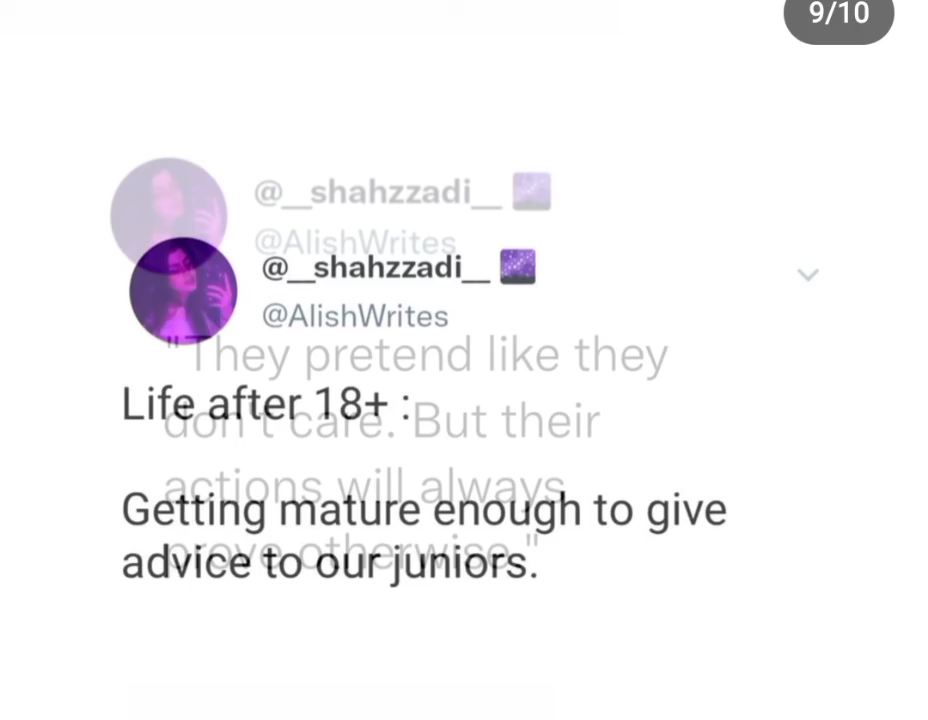 9/10
@__shahzzadi__
@AlishWrites
@__shahzzadi__
@AlishWrites
"They pretend like they
don't care. But their
actions will always
prove otherwise."
Life after 18+ :
Getting mature enough to give
advice to our juniors.